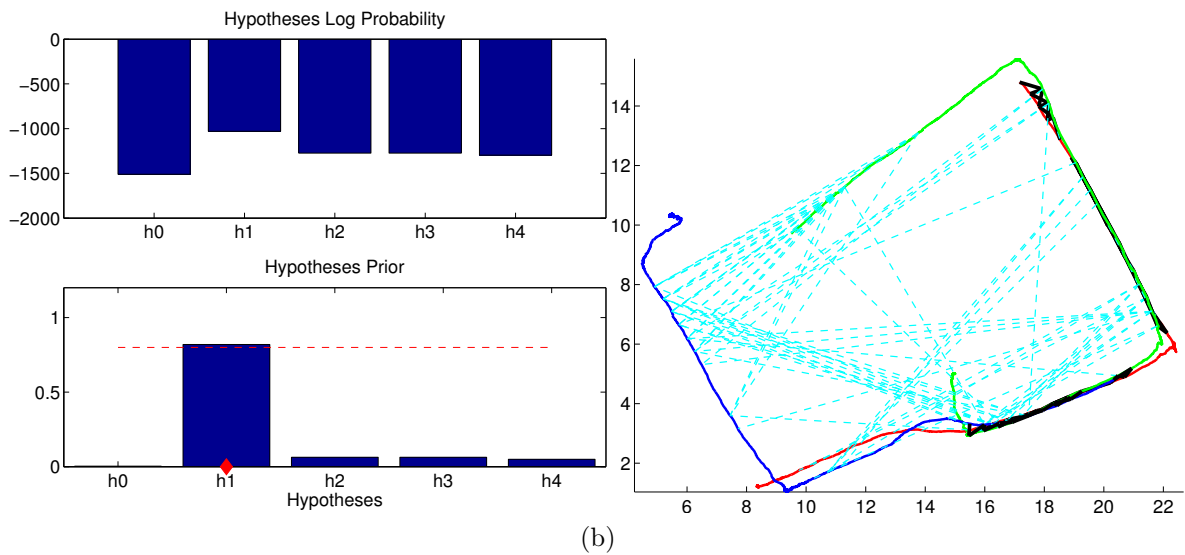 Hypotheses Log Probability
0
−500
−1000
−1500
−2000
h0 h1 h2 h3 h4
Hypotheses Prior
1
0.5
0
h0 h1 h2 h3 h4
Hypotheses
14
12
10
8
6
4
2
6 8 10 12 14 16 18 20 22
(b)